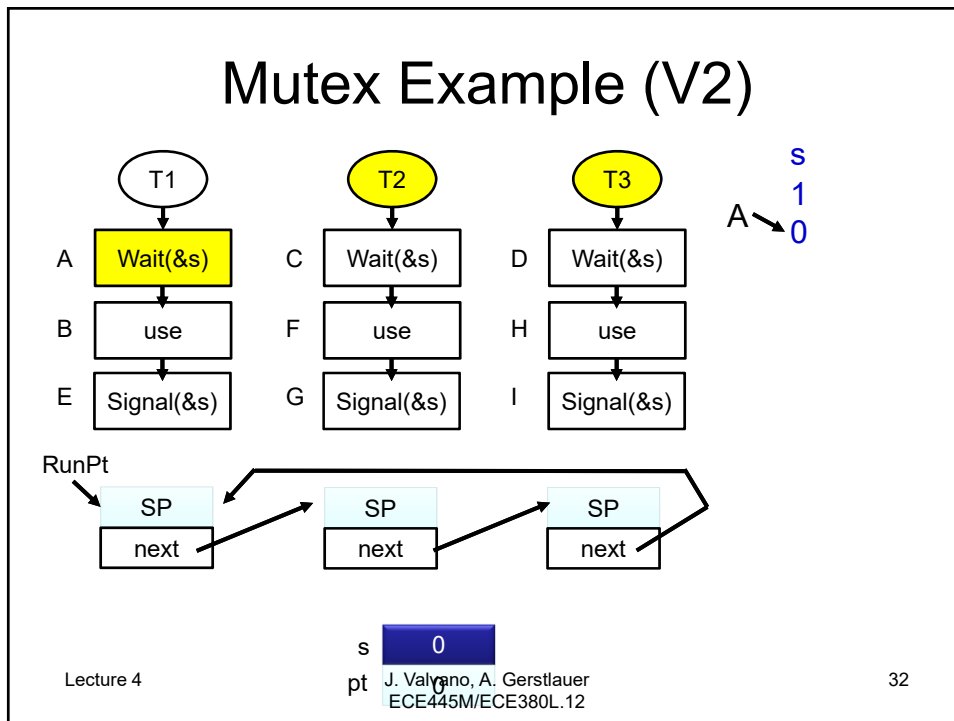 Mutex Example (V2)
T1 T2 T3
s
1
A 0
A Wait(&s) C Wait(&s) D Wait(&s)
B use F use H use
E Signal(&s) G Signal(&s) I Signal(&s)
RunPt
SP SP SP
next next next
s 0
pt 0
Lecture 4
J. Valvano, A. Gerstlauer
ECE445M/ECE380L.12
32